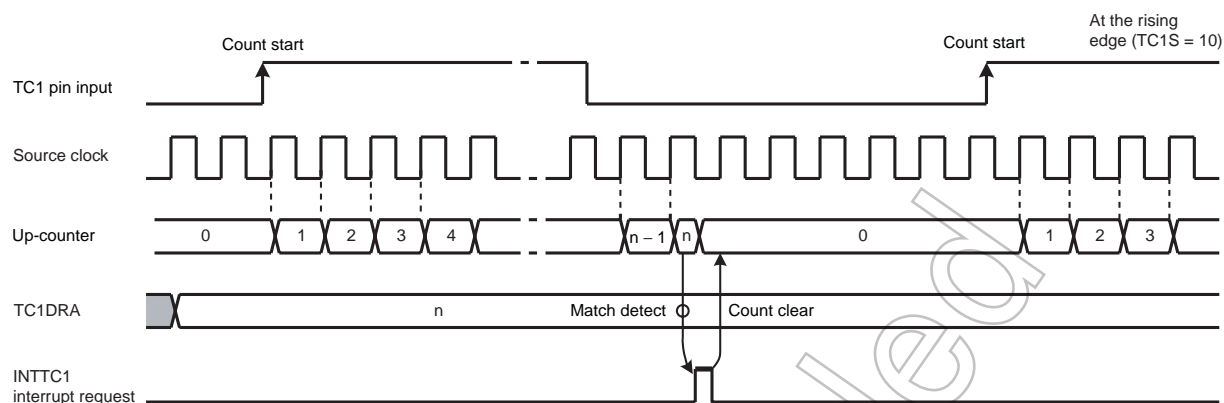 At the rising
edge (TC1S = 10)
Count start
Count start
TC1 pin input
Source clock
Up-counter
0 1 2 3 4 n – 1 n 0 1 2 3
TC1DRA
n
Match detect
Count clear
INTTC1
interrupt request